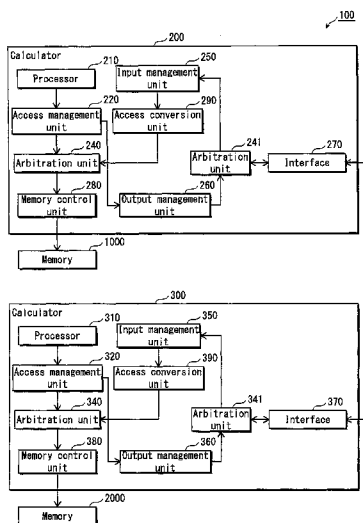 100
200
Calculator
210
Processor
250
Input management
unit
220
Access management
unit
290
Access conversion
unit
240
Arbitration unit
241
Arbitration
unit
270
Interface
280
Memory control
unit
260
Output management
unit
1000
Memory
300
Calculator
310
Processor
350
Input management
unit
320
Access management
unit
390
Access conversion
unit
340
Arbitration unit
341
Arbitration
unit
370
Interface
380
Memory control
unit
360
Output management
unit
2000
Memory